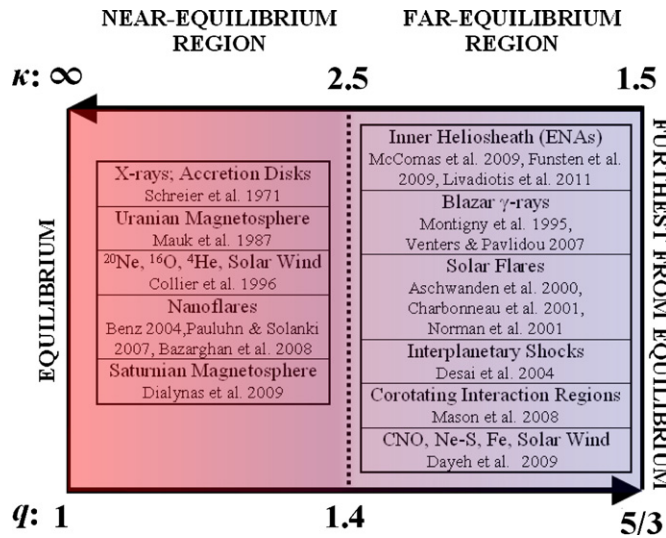 NEAR-EQUILIBRIUM
REGION
FAR-EQUILIBRIUM
REGION
κ: ∞
2.5
1.5
EQUILIBRIUM
X-rays; Accretion Disks
Schreier et al. 1971
Uranian Magnetosphere
Mauk et al. 1987
²⁰Ne, ¹⁶O, ⁴He, Solar Wind
Collier et al. 1996
Nanoflares
Benz 2004,Pauluhn & Solanki
2007, Bazarghan et al. 2008
Saturnian Magnetosphere
Dialynas et al. 2009
Inner Heliosheath (ENAs)
McComas et al. 2009, Funsten et al.
2009, Livadiotis et al. 2011
Blazar γ-rays
Montigny et al. 1995,
Venters & Pavlidou 2007
Solar Flares
Aschwanden et al. 2000,
Charbonneau et al. 2001,
Norman et al. 2001
Interplanetary Shocks
Desai et al. 2004
Corotating Interaction Regions
Mason et al. 2008
CNO, Ne-S, Fe, Solar Wind
Dayeh et al. 2009
FURTHEST FROM EQUILIBRIUM
q: 1
1.4
5/3